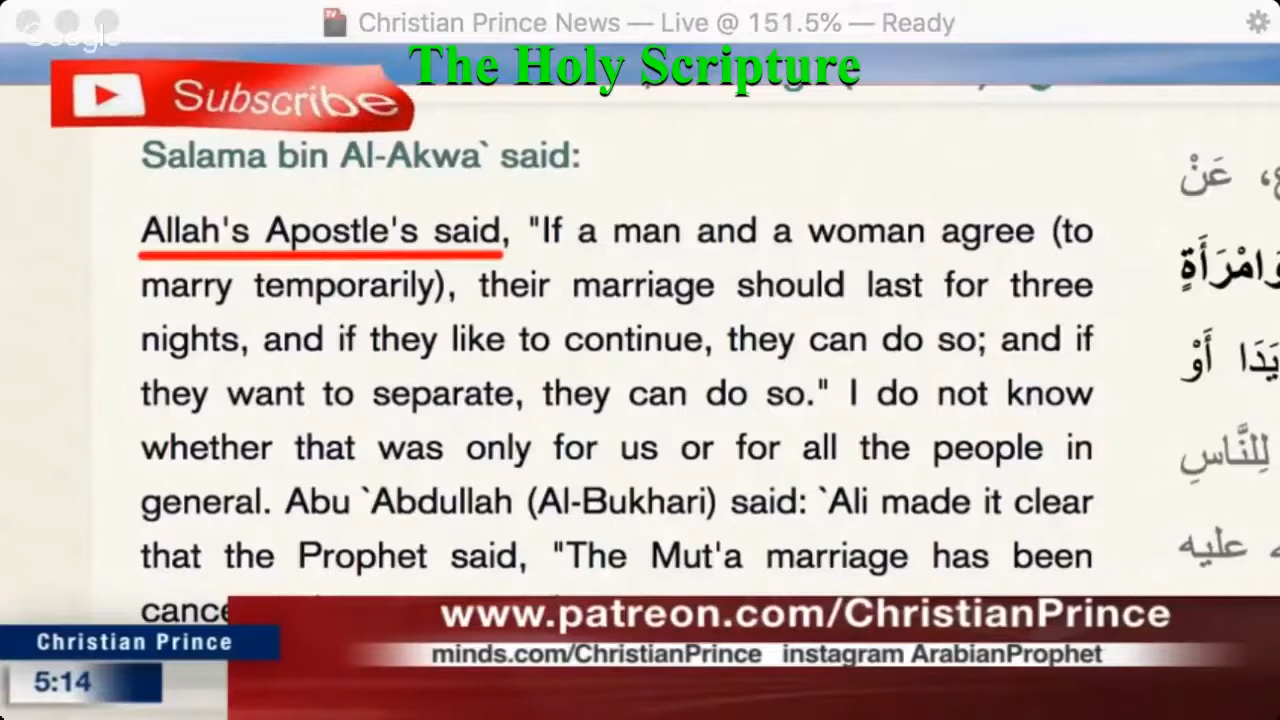 Christian Prince News — Live @ 151.5% — Ready
Google
The Holy Scripture
Subscribe
Salama bin Al-Akwa` said:
Allah's Apostle's said, "If a man and a woman agree (to
marry temporarily), their marriage should last for three
nights, and if they like to continue, they can do so; and if
they want to separate, they can do so." I do not know
whether that was only for us or for all the people in
general. Abu `Abdullah (Al-Bukhari) said: `Ali made it clear
that the Prophet said, "The Mut'a marriage has been
عَنْ
وَامْرَأَةٍ
أَوْ
لِلنَّاسِ
عليه
www.patreon.com/ChristianPrince
Christian Prince
minds.com/ChristianPrince instagram ArabianProphet
5:14